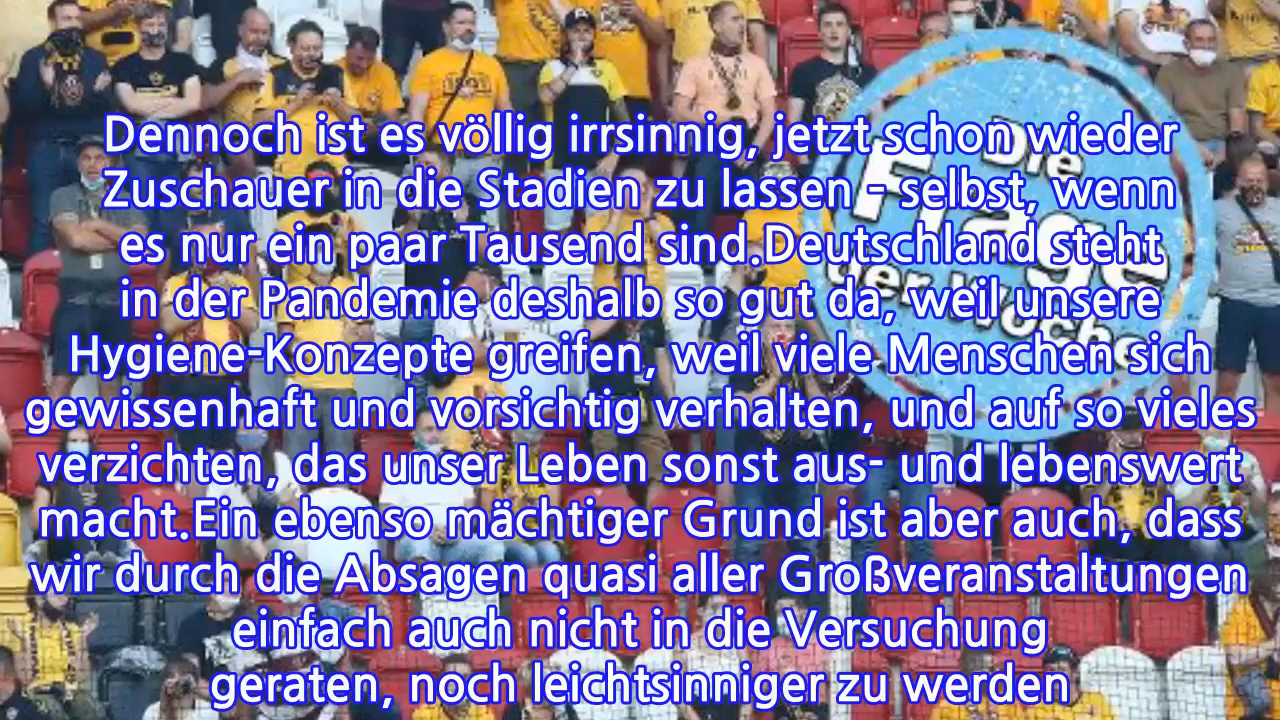 Dennoch ist es völlig irrsinnig, jetzt schon wieder
Zuschauer in die Stadien zu lassen - selbst, wenn
es nur ein paar Tausend sind.Deutschland steht
in der Pandemie deshalb so gut da, weil unsere
Hygiene-Konzepte greifen, weil viele Menschen sich
gewissenhaft und vorsichtig verhalten, und auf so vieles
verzichten, das unser Leben sonst aus- und lebenswert
macht.Ein ebenso mächtiger Grund ist aber auch, dass
wir durch die Absagen quasi aller Großveranstaltungen
einfach auch nicht in die Versuchung
geraten, noch leichtsinniger zu werden
Die
Frage
der Woche